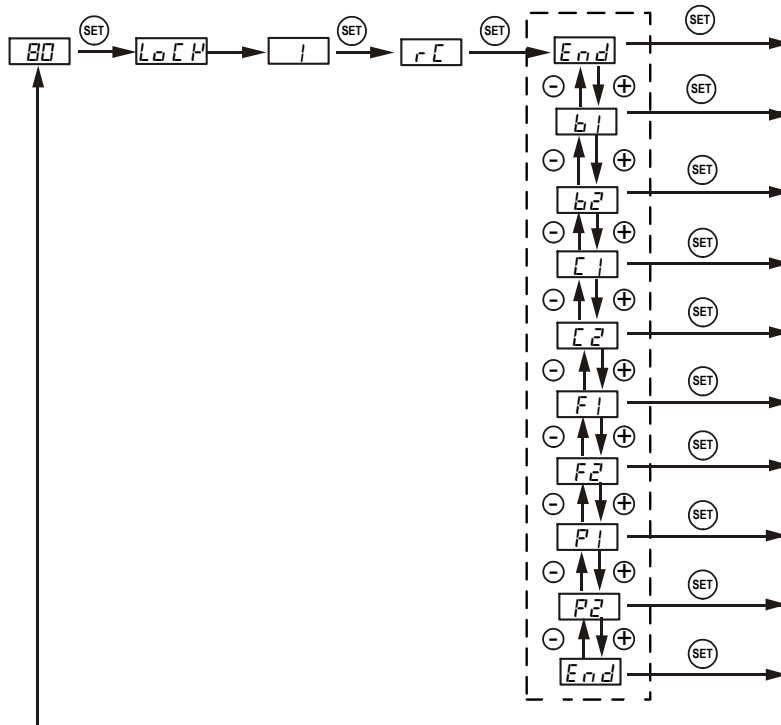 SET
SET
80 SET LoCK 1 SET rC SET End
- +
SET
b1
- +
SET
b2
- +
SET
C1
- +
SET
C2
- +
SET
F1
- +
SET
F2
- +
SET
P1
- +
SET
P2
- +
SET
End